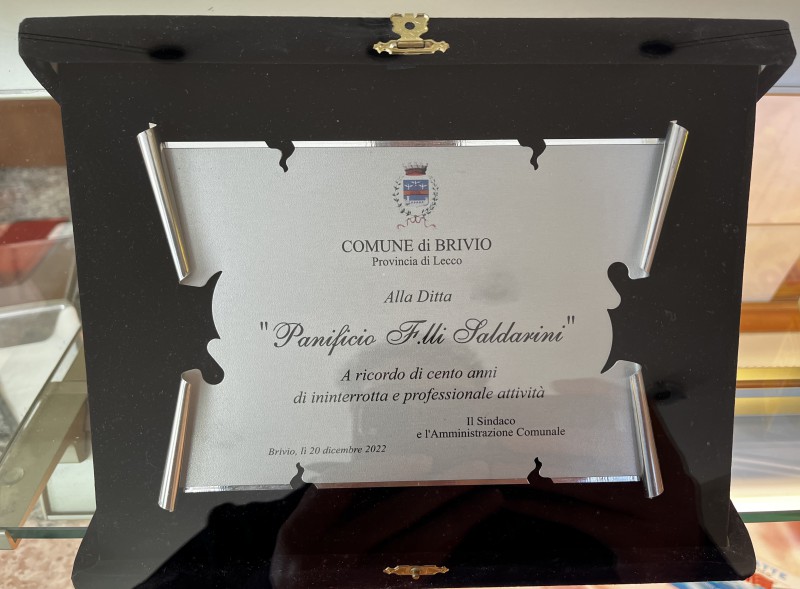 COMUNE di BRIVIO
Provincia di Lecco
Alla Ditta
"Panificio F.lli Saldarini"
A ricordo di cento anni
di ininterrotta e professionale attività
Il Sindaco
e l'Amministrazione Comunale
Brivio, lì 20 dicembre 2022